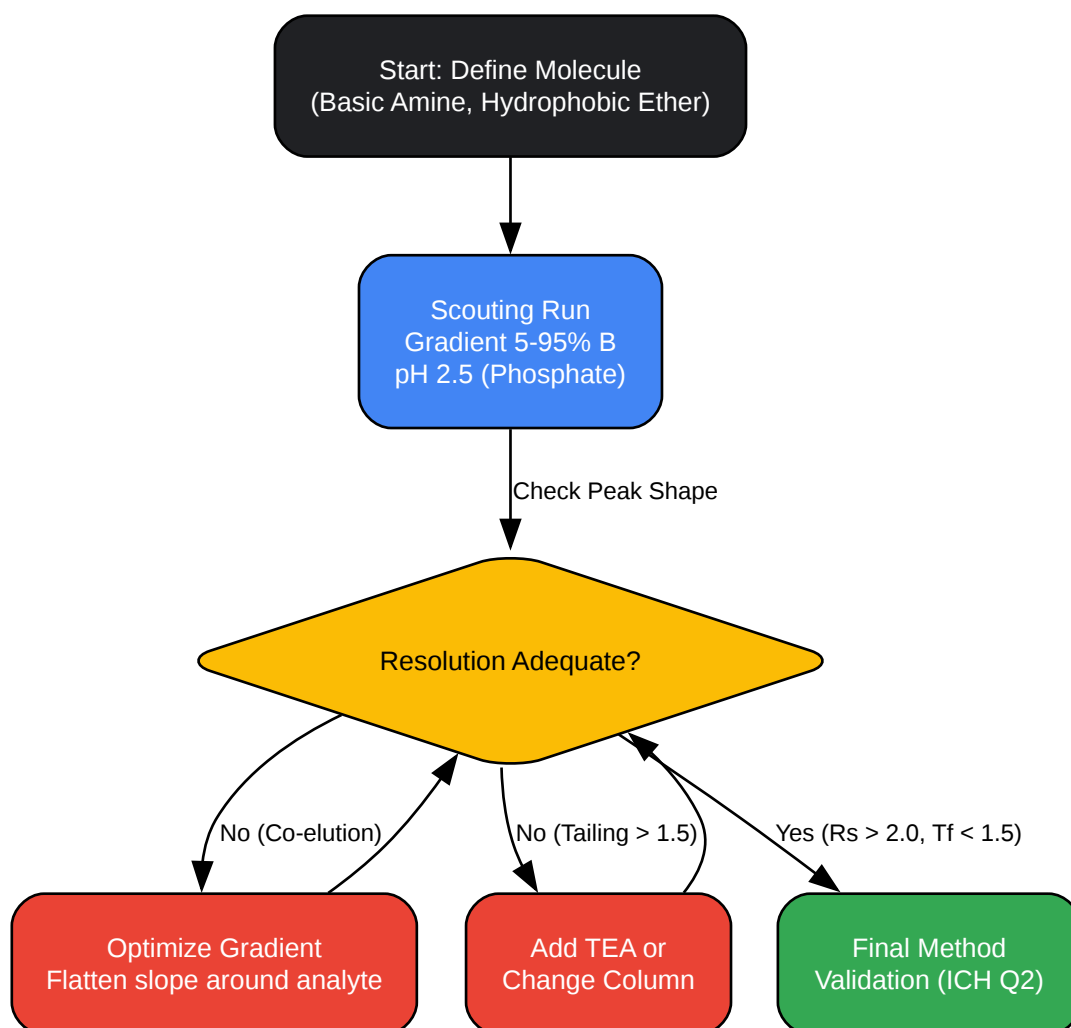 Start: Define Molecule
(Basic Amine, Hydrophobic Ether)
Scouting Run
Gradient 5-95% B
pH 2.5 (Phosphate)
Check Peak Shape
Resolution Adequate?
No (Co-elution)
No (Tailing > 1.5)
Yes (Rs > 2.0, Tf < 1.5)
Optimize Gradient
Flatten slope around analyte
Add TEA or
Change Column
Final Method
Validation (ICH Q2)